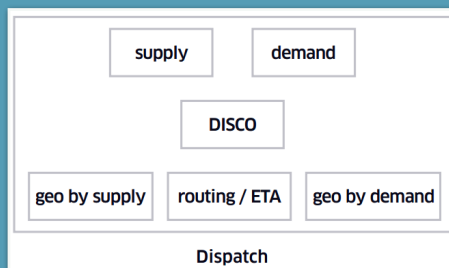 supply
demand
DISCO
geo by supply
routing / ETA
geo by demand
Dispatch